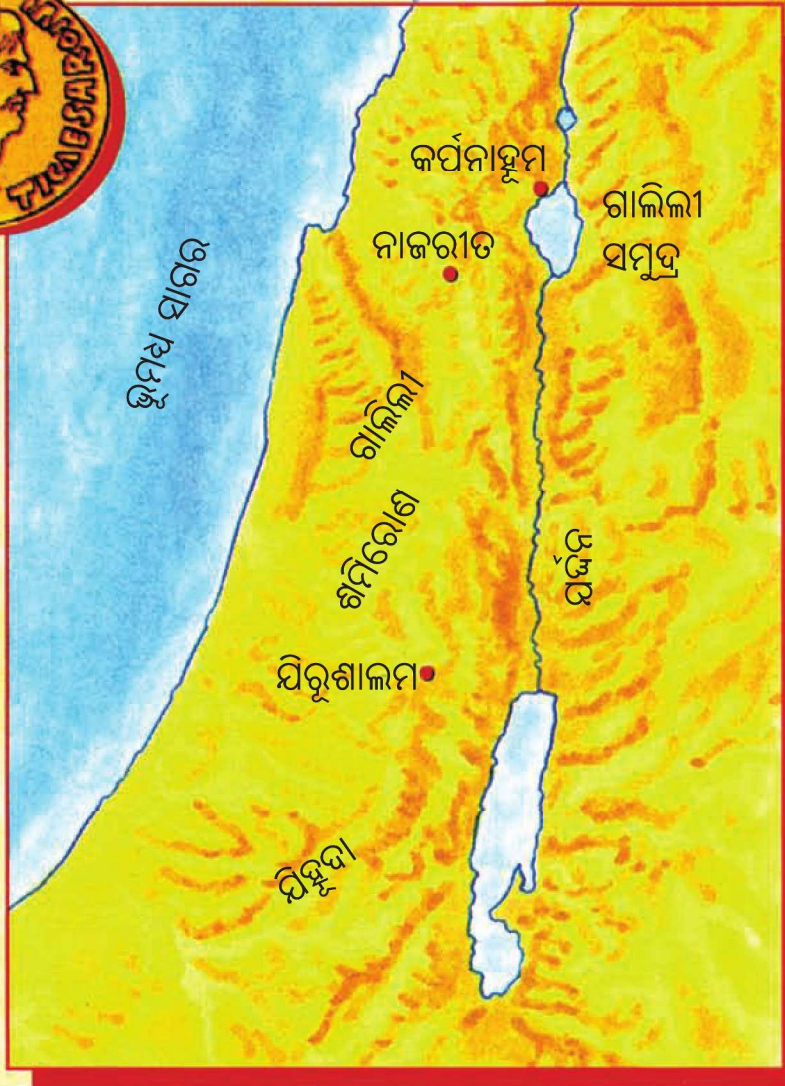 କର୍ପନାହୂମ
ଗାଲିଲୀ
ସମୁଦ୍ର
ନାଜରୀତ
ଭୂମଧ୍ୟ ସାଗର
ଗାଲିଲୀ
ଶମିରୋଣ
ଯର୍ଦ୍ଦନ
ଯିରୂଶାଲମ
ଯିହୂଦା